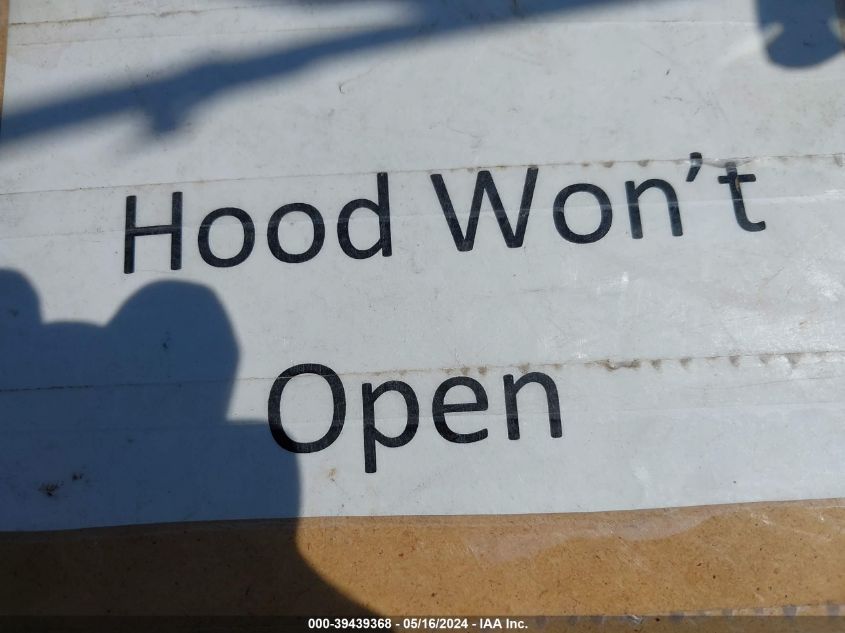 Hood Won’t
Open
000-39439368 - 05/16/2024 - IAA Inc.